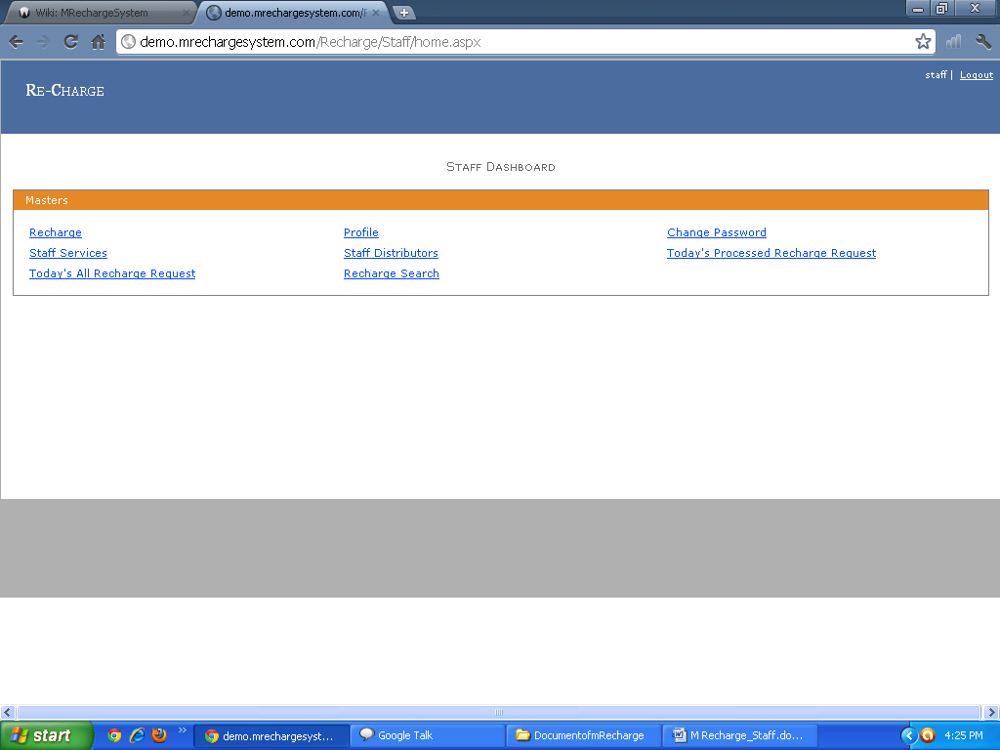 Wiki: MRechargeSystem
demo.mrechargesystem.com/
demo.mrechargesystem.com/Recharge/Staff/home.aspx
staff | Logout
Re-Charge
Staff Dashboard
Masters
Recharge Profile Change Password
Staff Services Staff Distributors Today's Processed Recharge Request
Today's All Recharge Request Recharge Search
start demo.mrechargesyst... Google Talk DocumentofmRecharge M Recharge_Staff.do... 4:25 PM